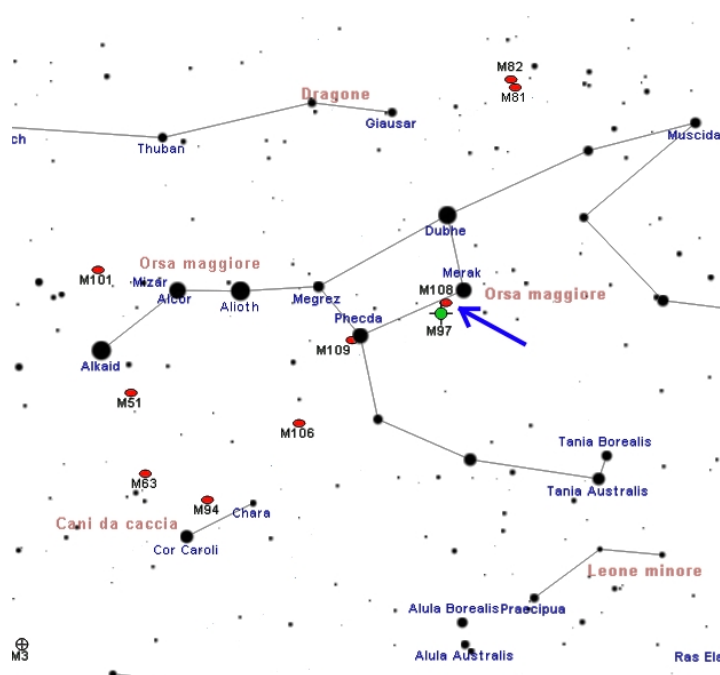 M82
M81
Dragone
Giausar
Muscida
ch
Thuban
Dubhe
M101
Orsa maggiore
Mizar
Alcor
Alioth
Megrez
Merak
M108
Orsa maggiore
Phecda
M97
M109
Alkaid
M51
M106
Tania Borealis
Tania Australis
M63
M94
Chara
Cani da caccia
Cor Caroli
Leone minore
Alula Borealis
Praecipua
Alula Australis
M3
Ras Ela